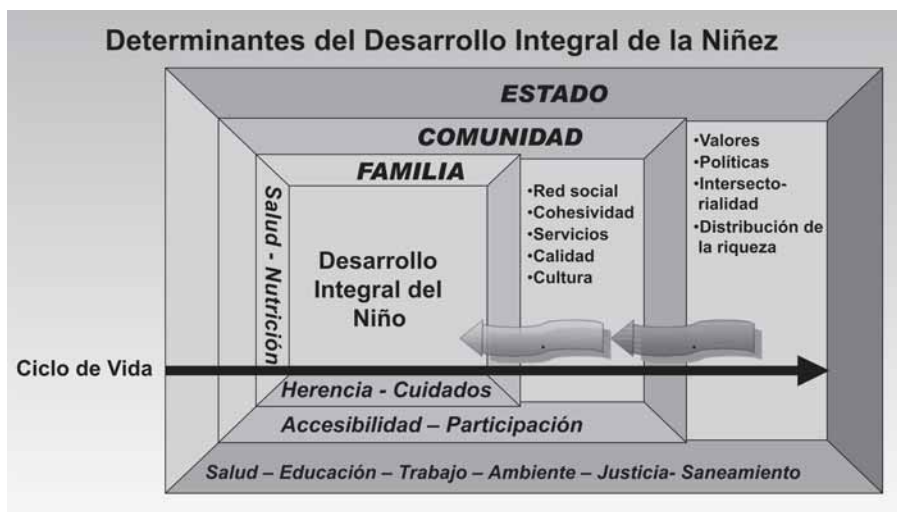 Determinantes del Desarrollo Integral de la Niñez
ESTADO
COMUNIDAD
FAMILIA
•Valores
•Políticas
•Intersecto-
rialidad
•Distribución de
la riqueza
•Red social
•Cohesividad
•Servicios
•Calidad
•Cultura
Salud - Nutrición
Desarrollo
Integral del
Niño
Ciclo de Vida
Herencia - Cuidados
Accesibilidad – Participación
Salud – Educación – Trabajo – Ambiente – Justicia- Saneamiento